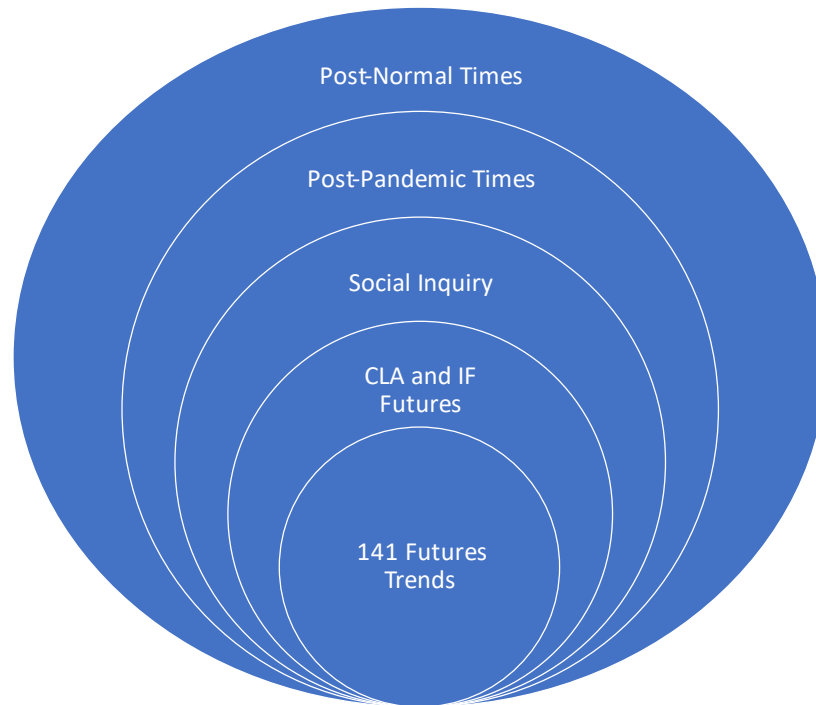 Post-Normal Times
Post-Pandemic Times
Social Inquiry
CLA and IF
Futures
141 Futures
Trends